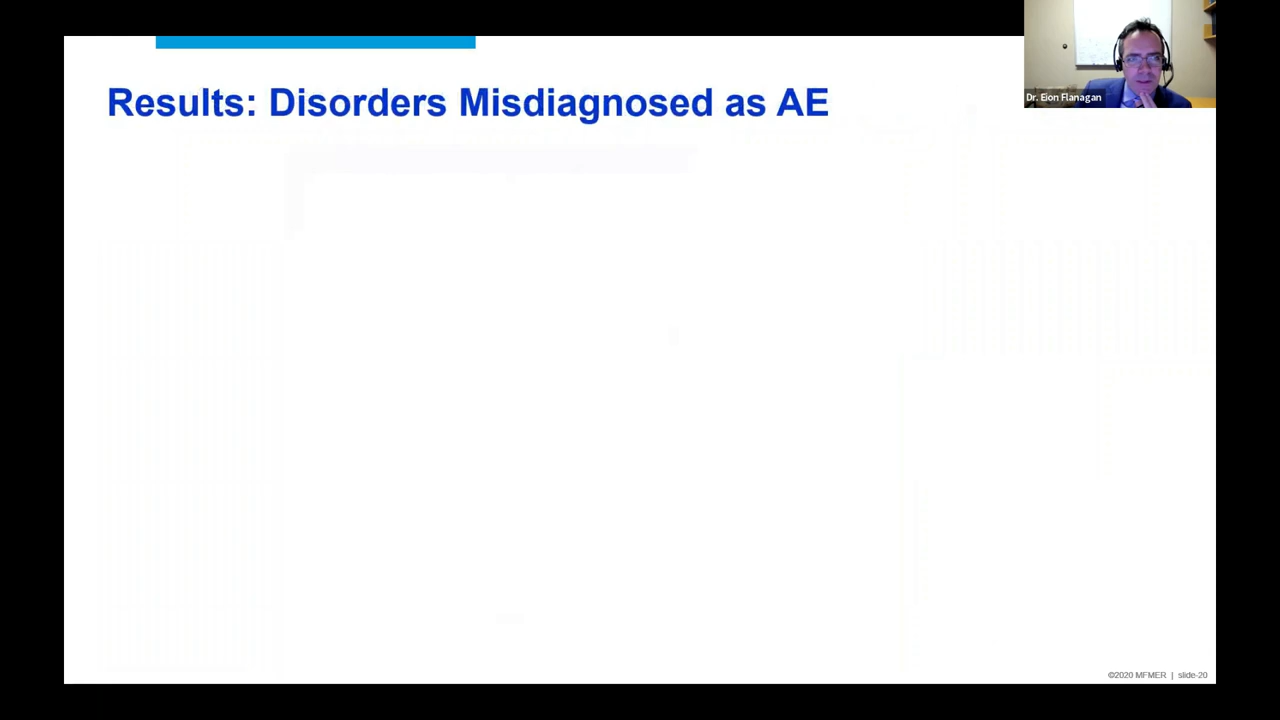 Results: Disorders Misdiagnosed as AE
Dr. Eion Flanagan
©2020 MFMER | slide-20